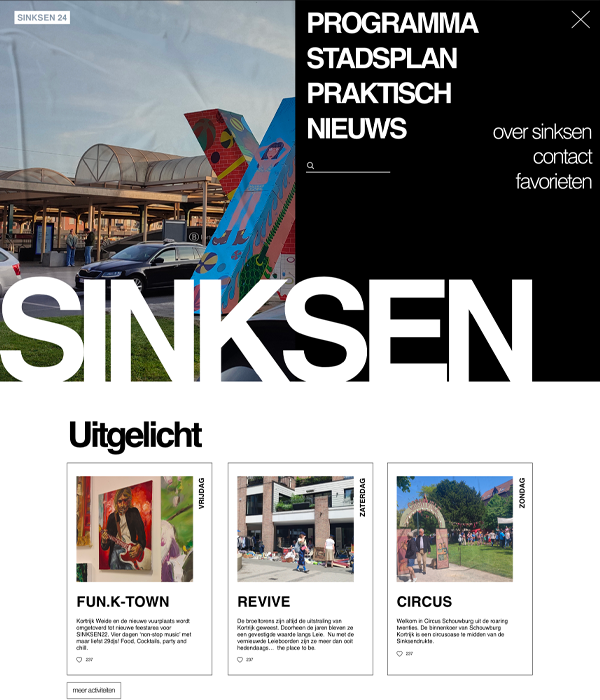 SINKSEN 24
PROGRAMMA
STADSPLAN
PRAKTISCH
NIEUWS
over sinksen
contact
favorieten
SINKSEN
Uitgelicht
VRIJDAG
FUN.K-TOWN
Kortrijk Weide en de nieuwe vuurplaats wordt
omgetoverd tot nieuwe feestarea voor
SINKSEN22. Vier dagen 'non-stop music' met
maar liefst 29djs! Food, Cocktails, party and
chill.
237
ZATERDAG
REVIVE
De broeltorens zijn altijd de uitstraling van
Kortrijk geweest. Doorheen de jaren bleven ze
een gevestigde waarde langs Leie. Nu met de
vernieuwde Leieboorden zijn ze meer dan ooit
hedendaags... the place to be.
237
ZONDAG
CIRCUS
Welkom in Circus Schouwburg uit de roaring
twenties. De binnenkoer van Schouwburg
Kortrijk is een circuscase te midden van de
Sinksendrukte.
237
meer activiteiten